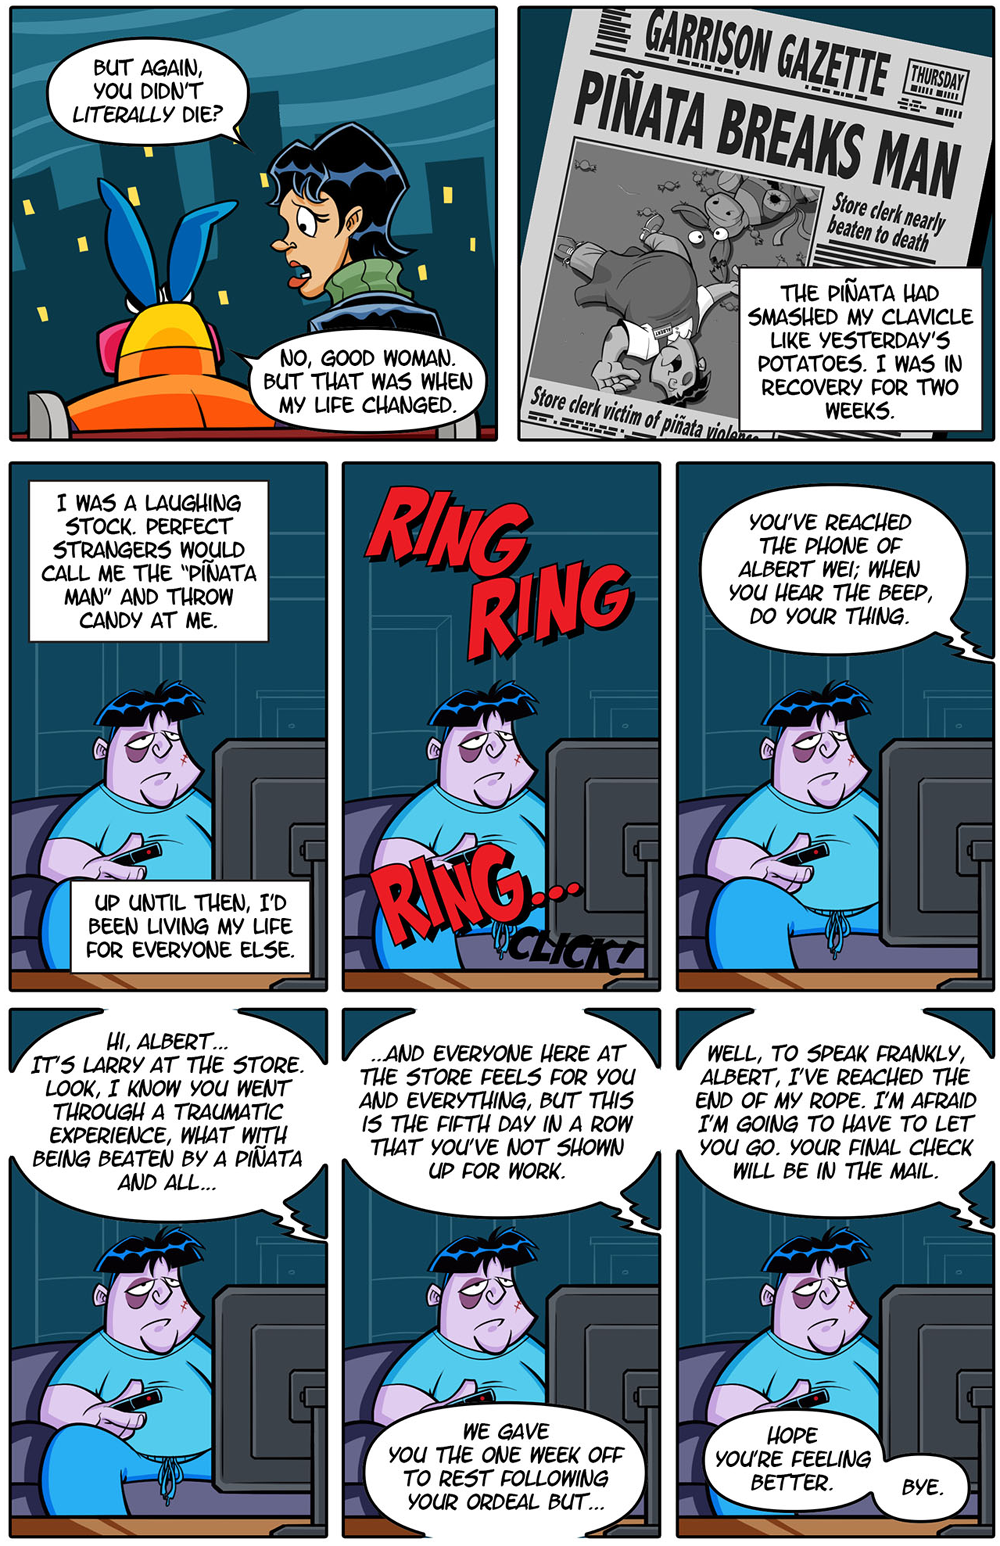 BUT AGAIN,
YOU DIDN'T
LITERALLY DIE?
NO, GOOD WOMAN.
BUT THAT WAS WHEN
MY LIFE CHANGED.
GARRISON GAZETTE
THURSDAY
PIÑATA BREAKS MAN
Store clerk nearly
beaten to death
ALBERT
Store clerk victim of piñata violence
THE PIÑATA HAD
SMASHED MY CLAVICLE
LIKE YESTERDAY'S
POTATOES. I WAS IN
RECOVERY FOR TWO
WEEKS.
I WAS A LAUGHING
STOCK. PERFECT
STRANGERS WOULD
CALL ME THE "PIÑATA
MAN" AND THROW
CANDY AT ME.
UP UNTIL THEN, I'D
BEEN LIVING MY LIFE
FOR EVERYONE ELSE.
RING
RING
RING...
CLICK!
YOU'VE REACHED
THE PHONE OF
ALBERT WEI; WHEN
YOU HEAR THE BEEP,
DO YOUR THING.
HI, ALBERT...
IT'S LARRY AT THE STORE.
LOOK, I KNOW YOU WENT
THROUGH A TRAUMATIC
EXPERIENCE, WHAT WITH
BEING BEATEN BY A PIÑATA
AND ALL...
...AND EVERYONE HERE AT
THE STORE FEELS FOR YOU
AND EVERYTHING, BUT THIS
IS THE FIFTH DAY IN A ROW
THAT YOU'VE NOT SHOWN
UP FOR WORK.
WE GAVE
YOU THE ONE WEEK OFF
TO REST FOLLOWING
YOUR ORDEAL BUT...
WELL, TO SPEAK FRANKLY,
ALBERT, I'VE REACHED THE
END OF MY ROPE. I'M AFRAID
I'M GOING TO HAVE TO LET
YOU GO. YOUR FINAL CHECK
WILL BE IN THE MAIL.
HOPE
YOU'RE FEELING
BETTER.
BYE.